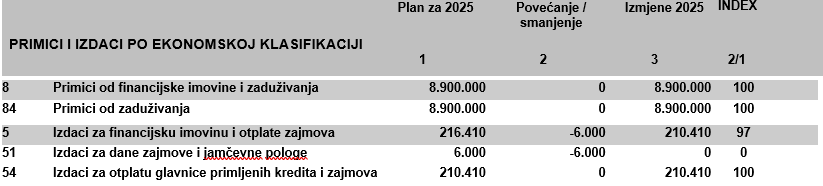 Plan za 2025 Povećanje / smanjenje Izmjene 2025 INDEX
PRIMICI I IZDACI PO EKONOMSKOJ KLASIFIKACIJI
1 2 3 2/1
8 Primici od financijske imovine i zaduživanja 8.900.000 0 8.900.000 100
84 Primici od zaduživanja 8.900.000 0 8.900.000 100
5 Izdaci za financijsku imovinu i otplate zajmova 216.410 -6.000 210.410 97
51 Izdaci za dane zajmove i jamčevne pologe 6.000 -6.000 0 0
54 Izdaci za otplatu glavnice primljenih kredita i zajmova 210.410 0 210.410 100